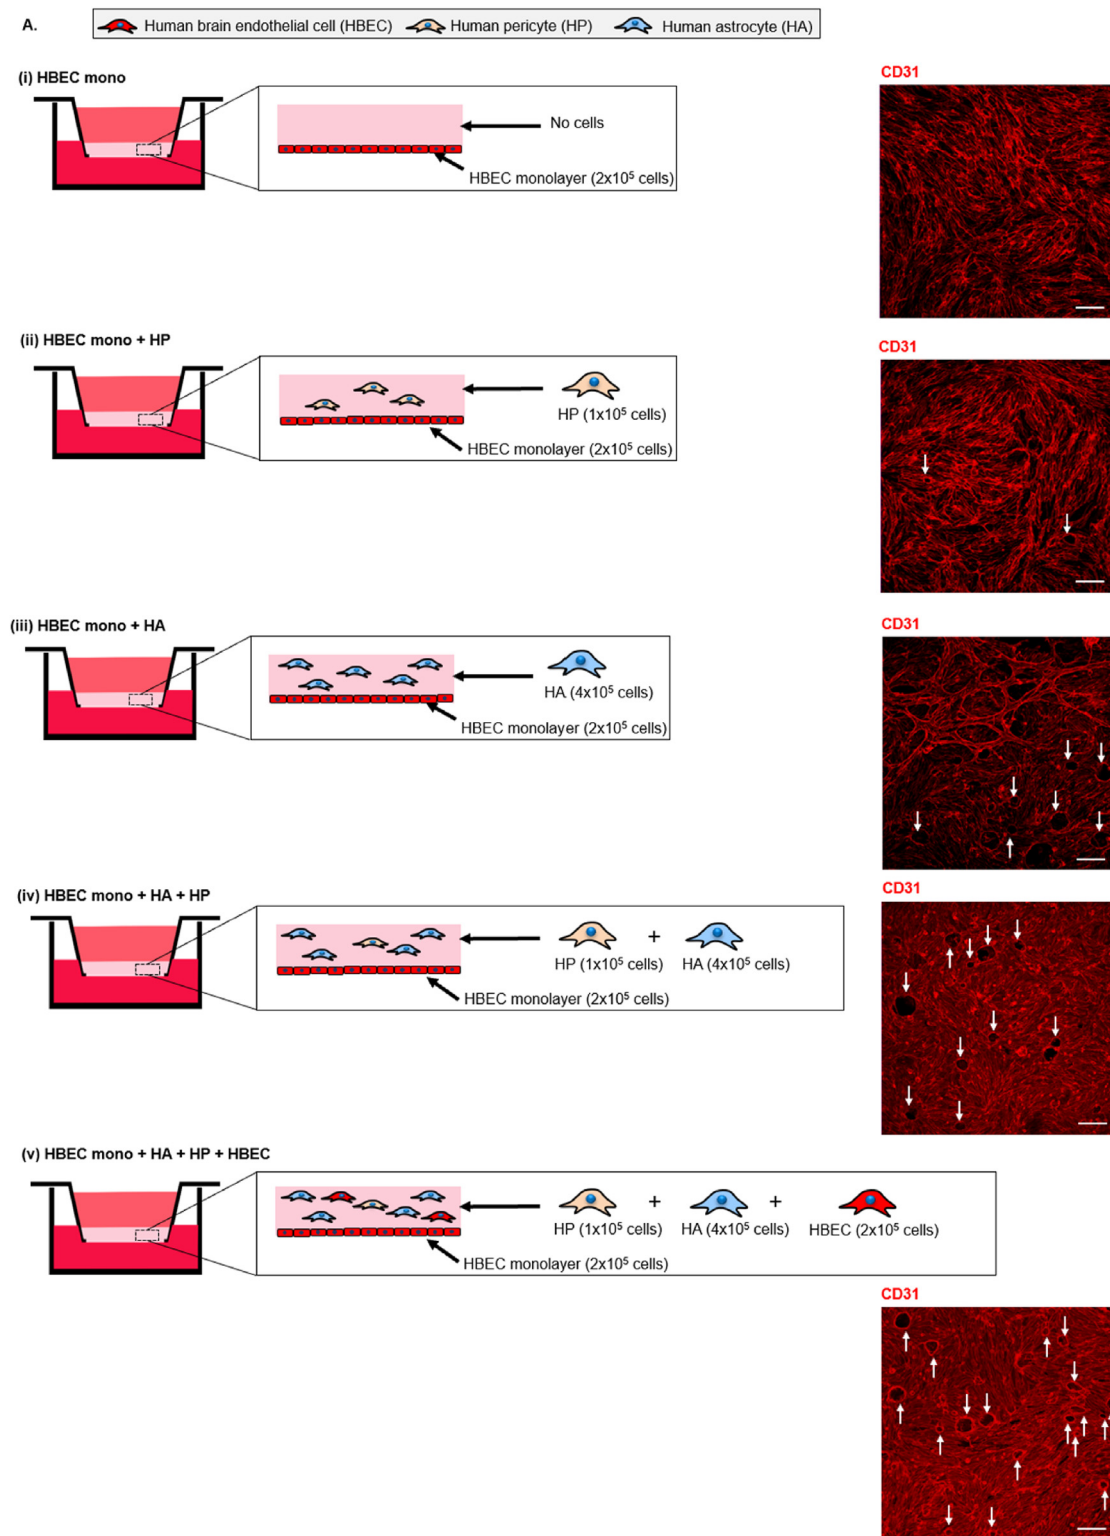 A.
Human brain endothelial cell (HBEC) Human pericyte (HP) Human astrocyte (HA)
(i) HBEC mono
CD31
No cells
HBEC monolayer (2x10⁵ cells)
(ii) HBEC mono + HP
CD31
HP (1x10⁵ cells)
HBEC monolayer (2x10⁵ cells)
(iii) HBEC mono + HA
CD31
HA (4x10⁵ cells)
HBEC monolayer (2x10⁵ cells)
(iv) HBEC mono + HA + HP
CD31
+
HP (1x10⁵ cells) HA (4x10⁵ cells)
HBEC monolayer (2x10⁵ cells)
(v) HBEC mono + HA + HP + HBEC
+ +
HP (1x10⁵ cells) HA (4x10⁵ cells) HBEC (2x10⁵ cells)
HBEC monolayer (2x10⁵ cells)
CD31